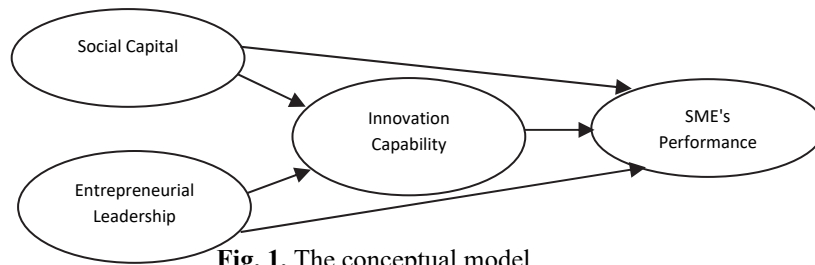 Social Capital
Innovation
Capability
SME's
Performance
Entrepreneurial
Leadership
Fig. 1. The conceptual model